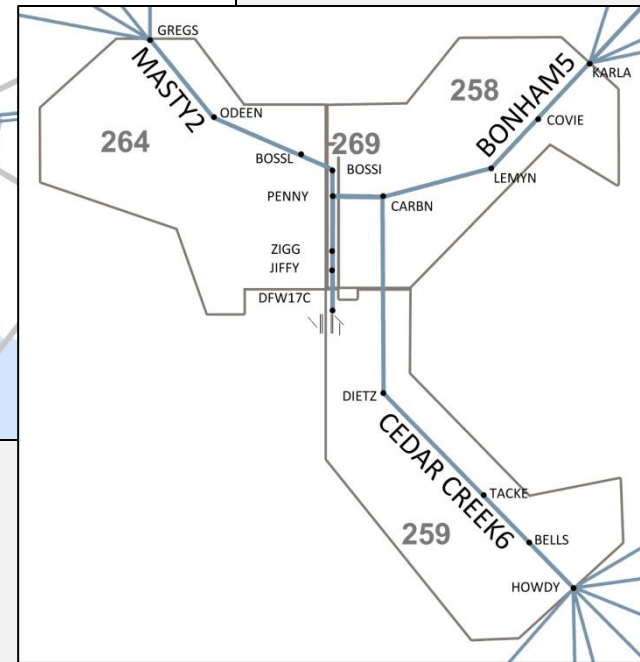 GREGS
MASTY2
ODEEN
264
BOSSL
269
BOSSI
258
BONHAM5
KARLA
COVIE
LEMYN
PENNY
CARBN
ZIGG
JIFFY
DFW17C
DIETZ
CEDAR CREEK6
TACKE
259
BELLS
HOWDY